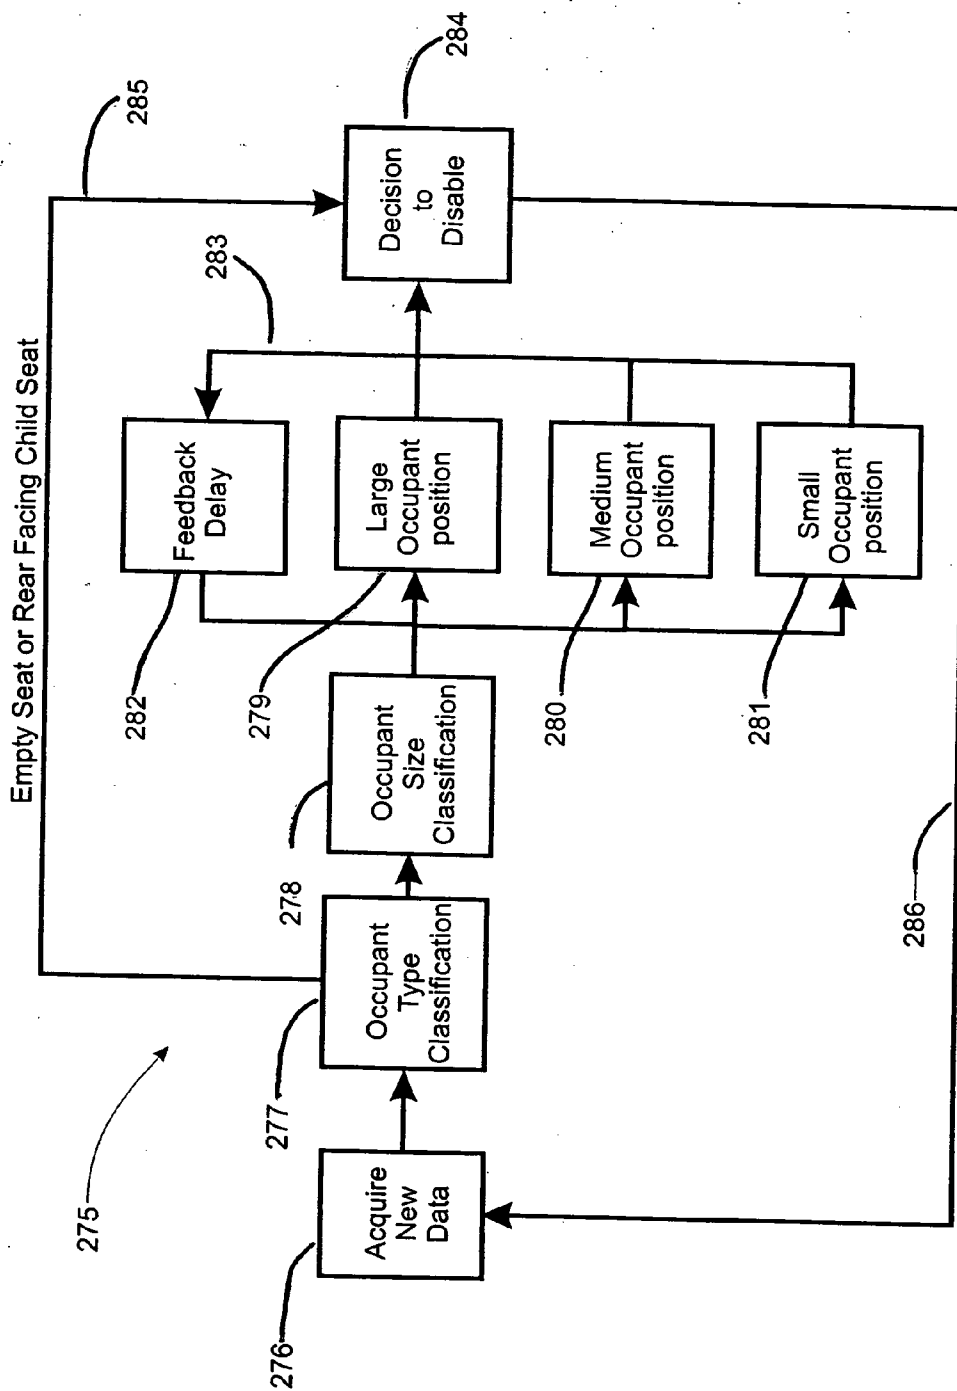 Empty Seat or Rear Facing Child Seat
285
283
284
282
Feedback
Delay
275
277
278
279
Large
Occupant
position
Decision
to
Disable
276
Acquire
New
Data
Occupant
Type
Classification
Occupant
Size
Classification
280
Medium
Occupant
position
281
Small
Occupant
position
286